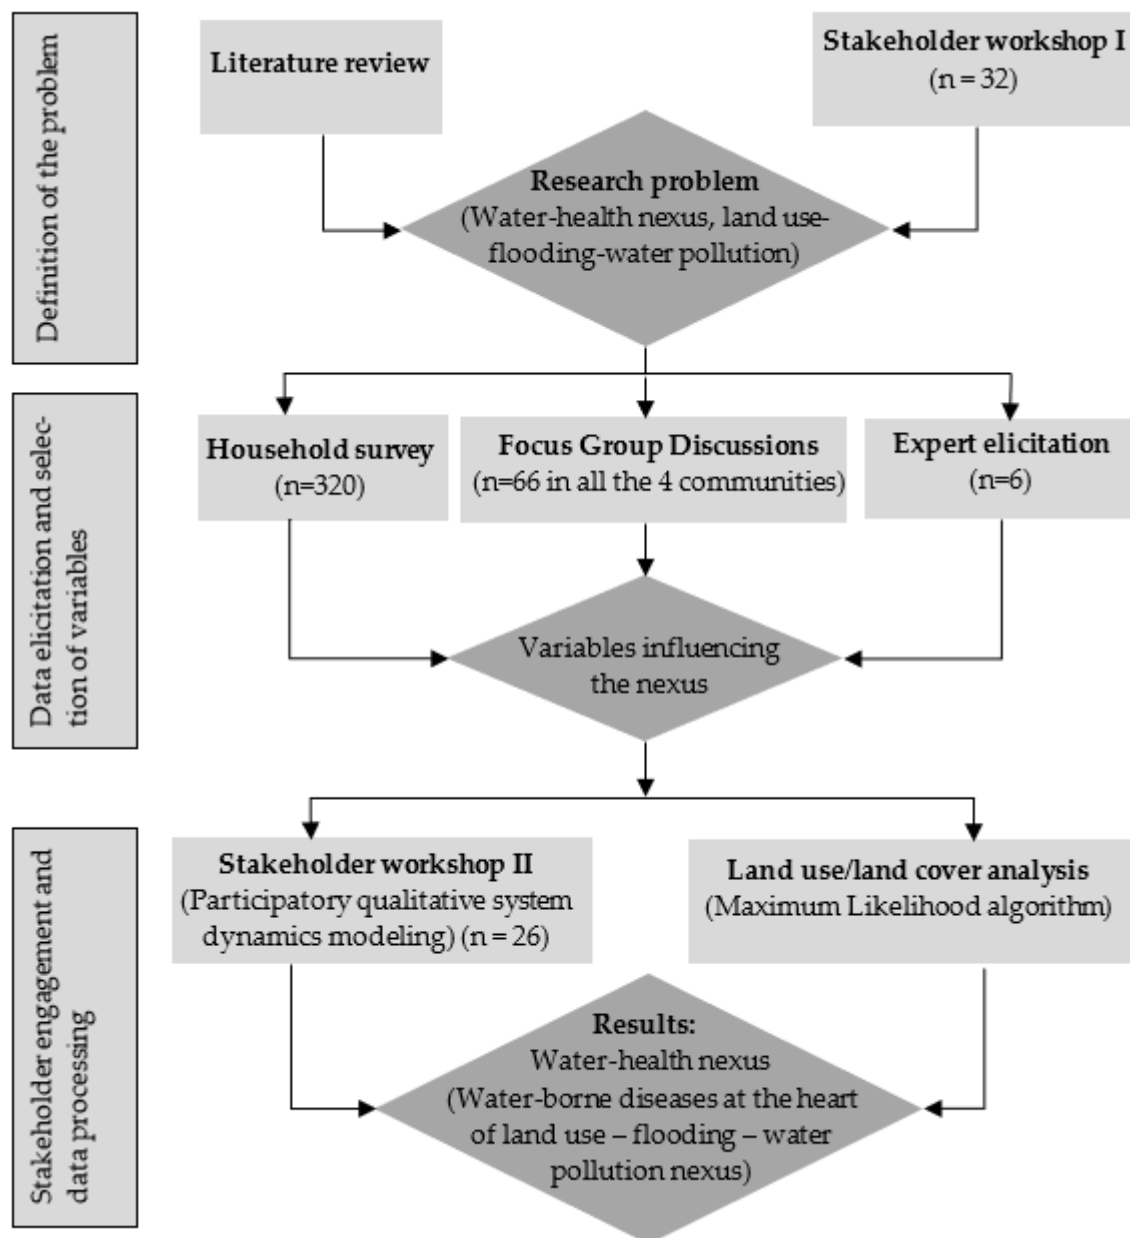 Definition of the problem
Literature review
Stakeholder workshop I
(n = 32)
Research problem
(Water-health nexus, land use-
flooding-water pollution)
Data elicitation and selec-
tion of variables
Household survey
(n=320)
Focus Group Discussions
(n=66 in all the 4 communities)
Expert elicitation
(n=6)
Variables influencing
the nexus
Stakeholder engagement and
data processing
Stakeholder workshop II
(Participatory qualitative system
dynamics modeling) (n = 26)
Land use/land cover analysis
(Maximum Likelihood algorithm)
Results:
Water-health nexus
(Water-borne diseases at the heart
of land use – flooding – water
pollution nexus)